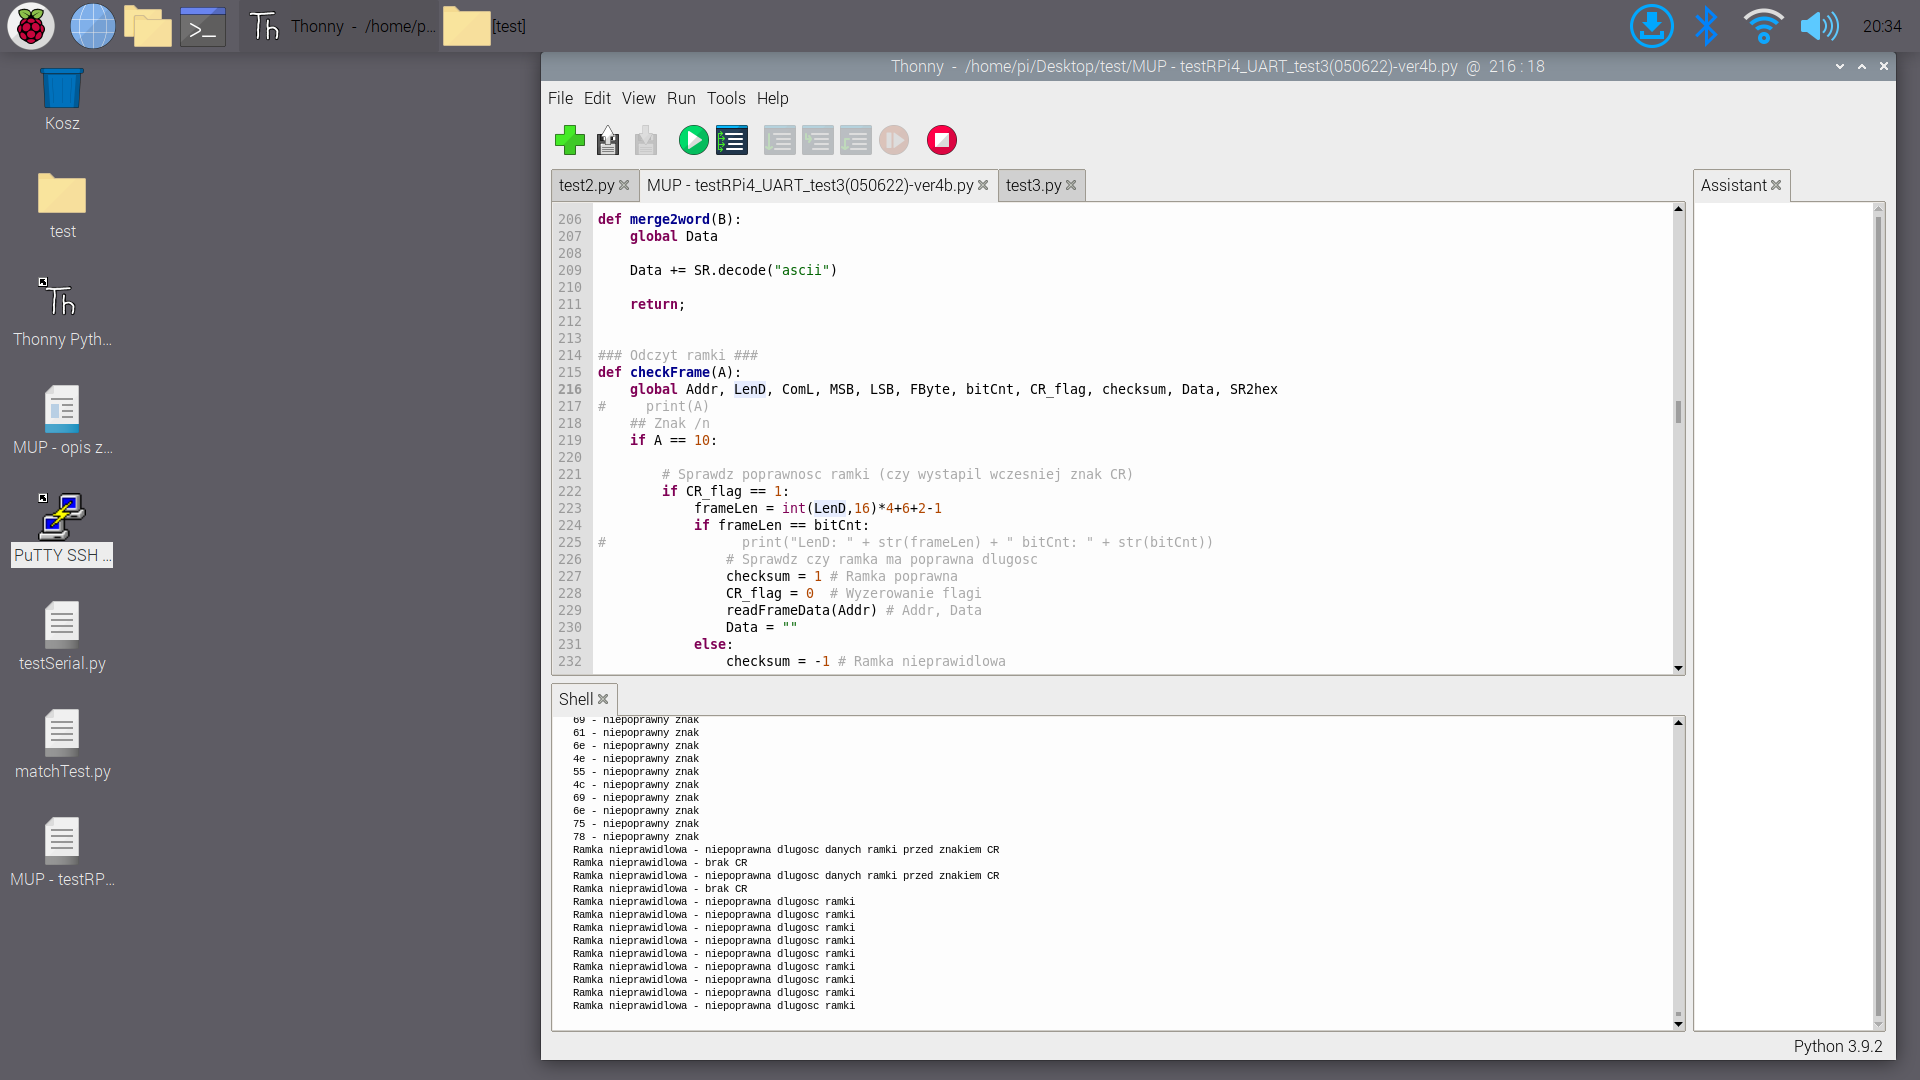 Thonny  -  /home/p...
[test]
20:34
Kosz
test
Thonny Pyth...
MUP - opis z...
PuTTY SSH ...
testSerial.py
matchTest.py
MUP - testRP...
Thonny  -  /home/pi/Desktop/test/MUP - testRPi4_UART_test3(050622)-ver4b.py  @  216 : 18
File Edit View Run Tools Help
test2.py
MUP - testRPi4_UART_test3(050622)-ver4b.py
test3.py
Assistant
206 def merge2word(B):
207     global Data
208
209     Data += SR.decode("ascii")
210
211     return;
212
213
214 ### Odczyt ramki ###
215 def checkFrame(A):
216     global Addr, LenD, ComL, MSB, LSB, FByte, bitCnt, CR_flag, checksum, Data, SR2hex
217 #     print(A)
218     ## Znak /n
219     if A == 10:
220
221         # Sprawdz poprawnosc ramki (czy wystapil wczesniej znak CR)
222         if CR_flag == 1:
223             frameLen = int(LenD,16)*4+6+2-1
224             if frameLen == bitCnt:
225 #                 print("LenD: " + str(frameLen) + " bitCnt: " + str(bitCnt))
226                 # Sprawdz czy ramka ma poprawna dlugosc
227                 checksum = 1 # Ramka poprawna
228                 CR_flag = 0  # Wyzerowanie flagi
229                 readFrameData(Addr) # Addr, Data
230                 Data = ""
231             else:
232                 checksum = -1 # Ramka nieprawidlowa
Shell
69 - niepoprawny znak
61 - niepoprawny znak
6e - niepoprawny znak
4e - niepoprawny znak
55 - niepoprawny znak
4c - niepoprawny znak
69 - niepoprawny znak
6e - niepoprawny znak
75 - niepoprawny znak
78 - niepoprawny znak
Ramka nieprawidlowa - niepoprawna dlugosc danych ramki przed znakiem CR
Ramka nieprawidlowa - brak CR
Ramka nieprawidlowa - niepoprawna dlugosc danych ramki przed znakiem CR
Ramka nieprawidlowa - brak CR
Ramka nieprawidlowa - niepoprawna dlugosc ramki
Ramka nieprawidlowa - niepoprawna dlugosc ramki
Ramka nieprawidlowa - niepoprawna dlugosc ramki
Ramka nieprawidlowa - niepoprawna dlugosc ramki
Ramka nieprawidlowa - niepoprawna dlugosc ramki
Ramka nieprawidlowa - niepoprawna dlugosc ramki
Ramka nieprawidlowa - niepoprawna dlugosc ramki
Ramka nieprawidlowa - niepoprawna dlugosc ramki
Ramka nieprawidlowa - niepoprawna dlugosc ramki
Python 3.9.2